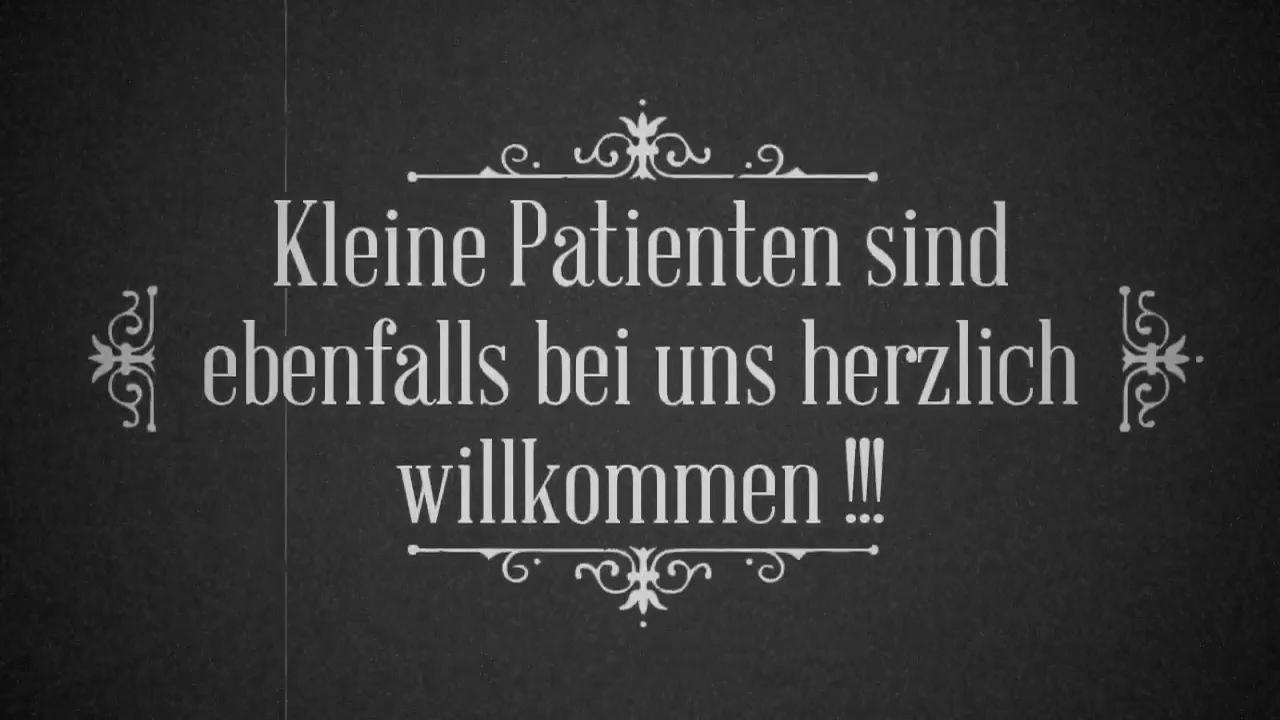 Kleine Patienten sind
ebenfalls bei uns herzlich
willkommen !!!